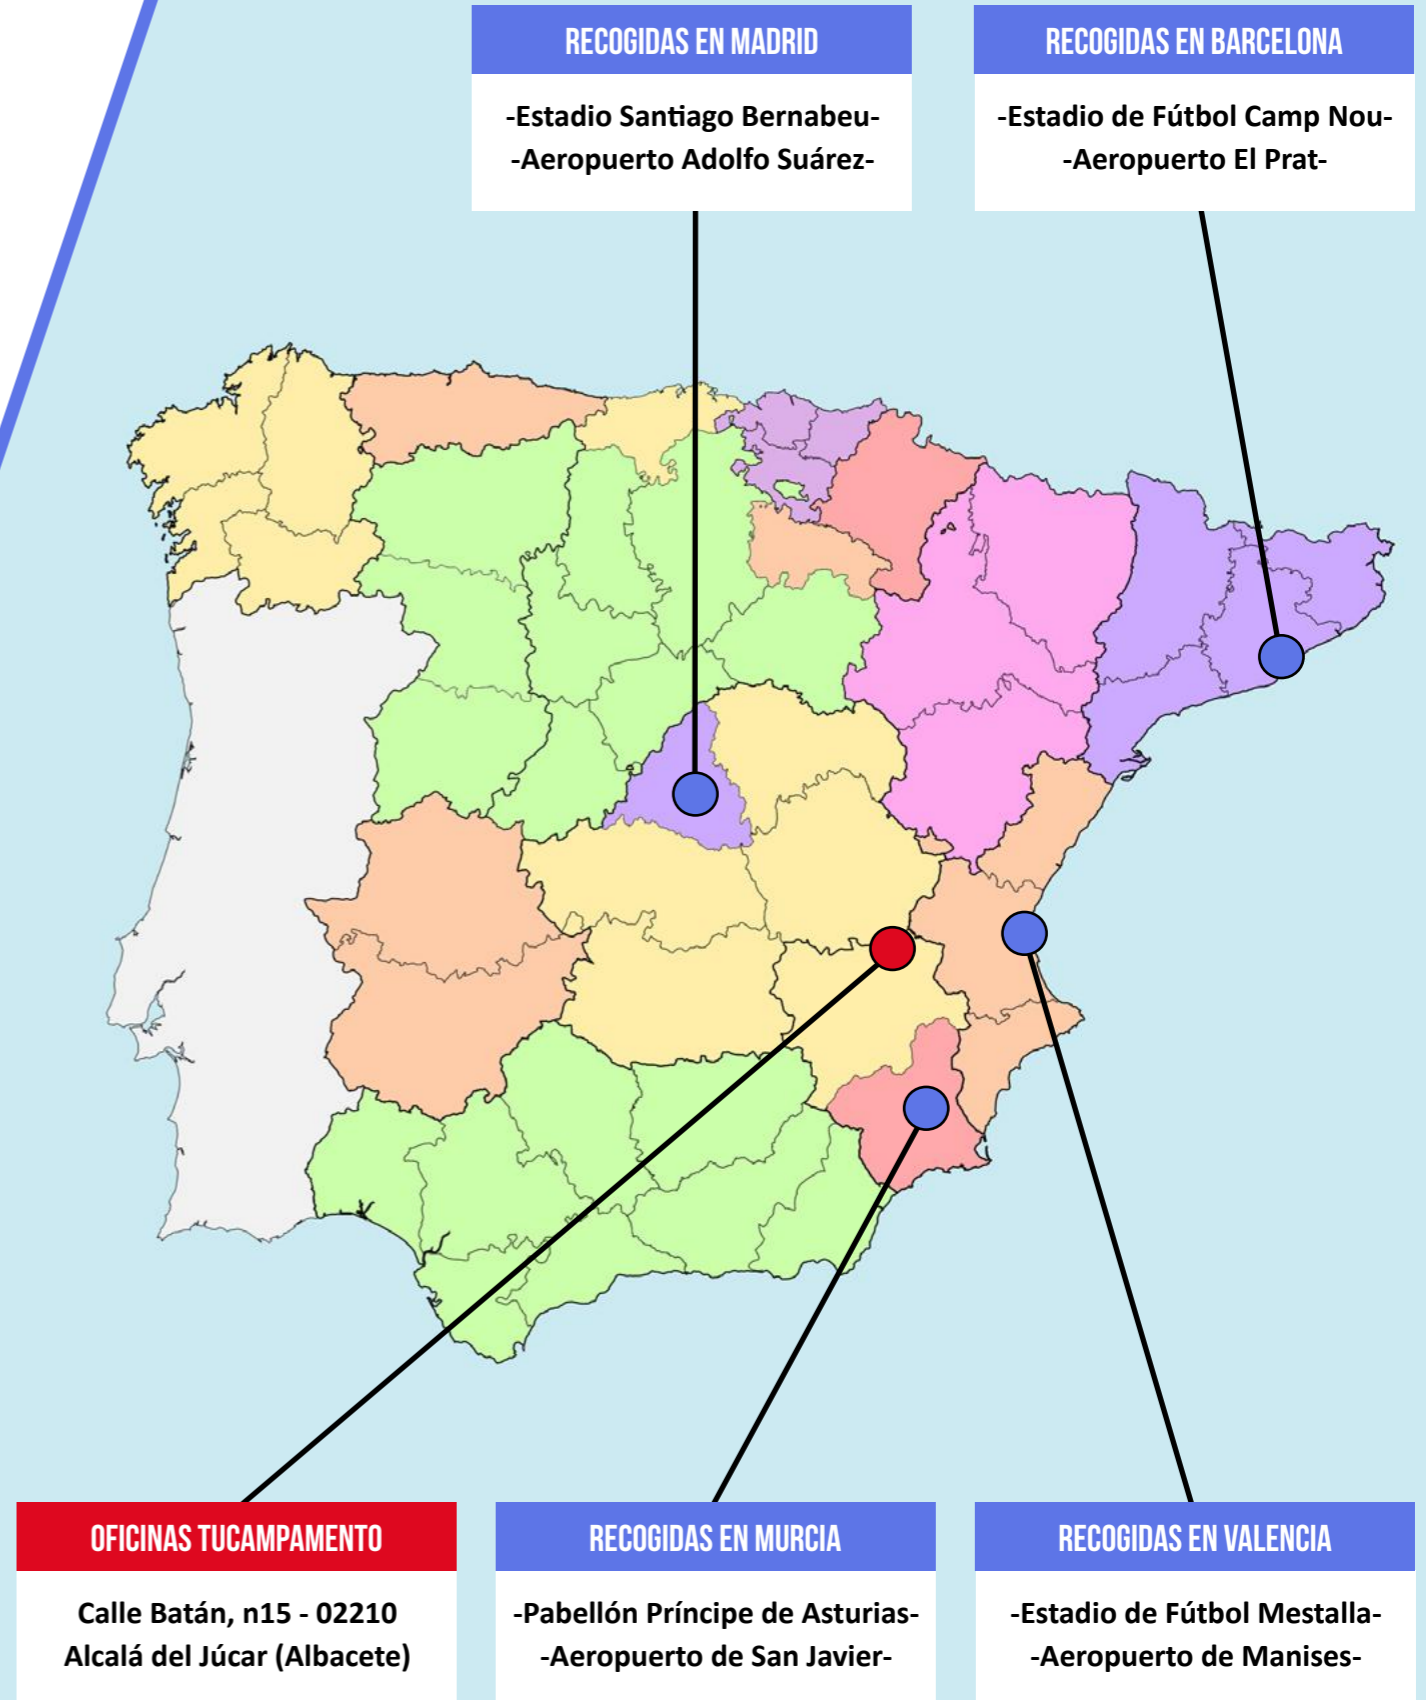 RECOGIDAS EN MADRID
-Estadio Santiago Bernabeu-
-Aeropuerto Adolfo Suárez-
RECOGIDAS EN BARCELONA
-Estadio de Fútbol Camp Nou-
-Aeropuerto El Prat-
OFICINAS TUCAMPAMENTO
Calle Batán, n15 - 02210
Alcalá del Júcar (Albacete)
RECOGIDAS EN MURCIA
-Pabellón Príncipe de Asturias-
-Aeropuerto de San Javier-
RECOGIDAS EN VALENCIA
-Estadio de Fútbol Mestalla-
-Aeropuerto de Manises-